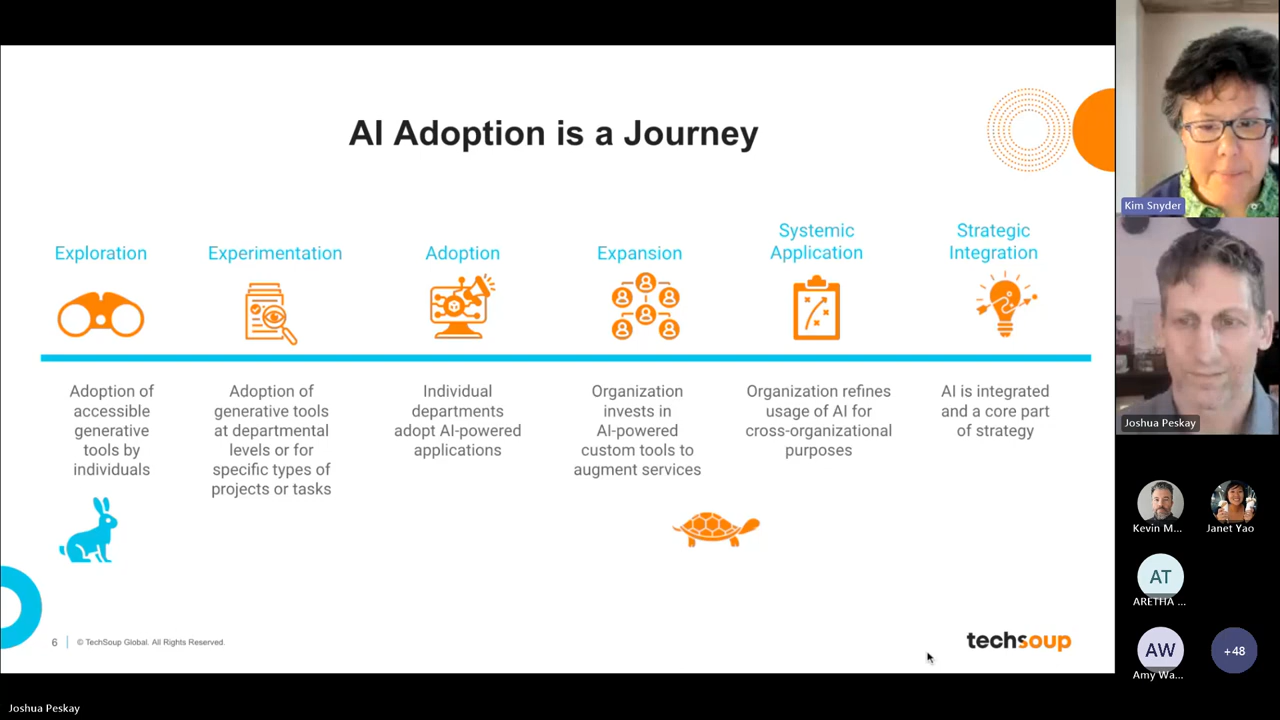 AI Adoption is a Journey
Exploration
Experimentation
Adoption
Expansion
Systemic
Application
Strategic
Integration
Adoption of
accessible
generative
tools by
individuals
Adoption of
generative tools
at departmental
levels or for
specific types of
projects or tasks
Individual
departments
adopt AI-powered
applications
Organization
invests in
AI-powered
custom tools to
augment services
Organization refines
usage of AI for
cross-organizational
purposes
AI is integrated
and a core part
of strategy
6
© TechSoup Global. All Rights Reserved.
techsoup
Kim Snyder
Joshua Peskay
Kevin M...
Janet Yao
AT
ARETHA ...
AW
Amy Wa...
+48
Joshua Peskay